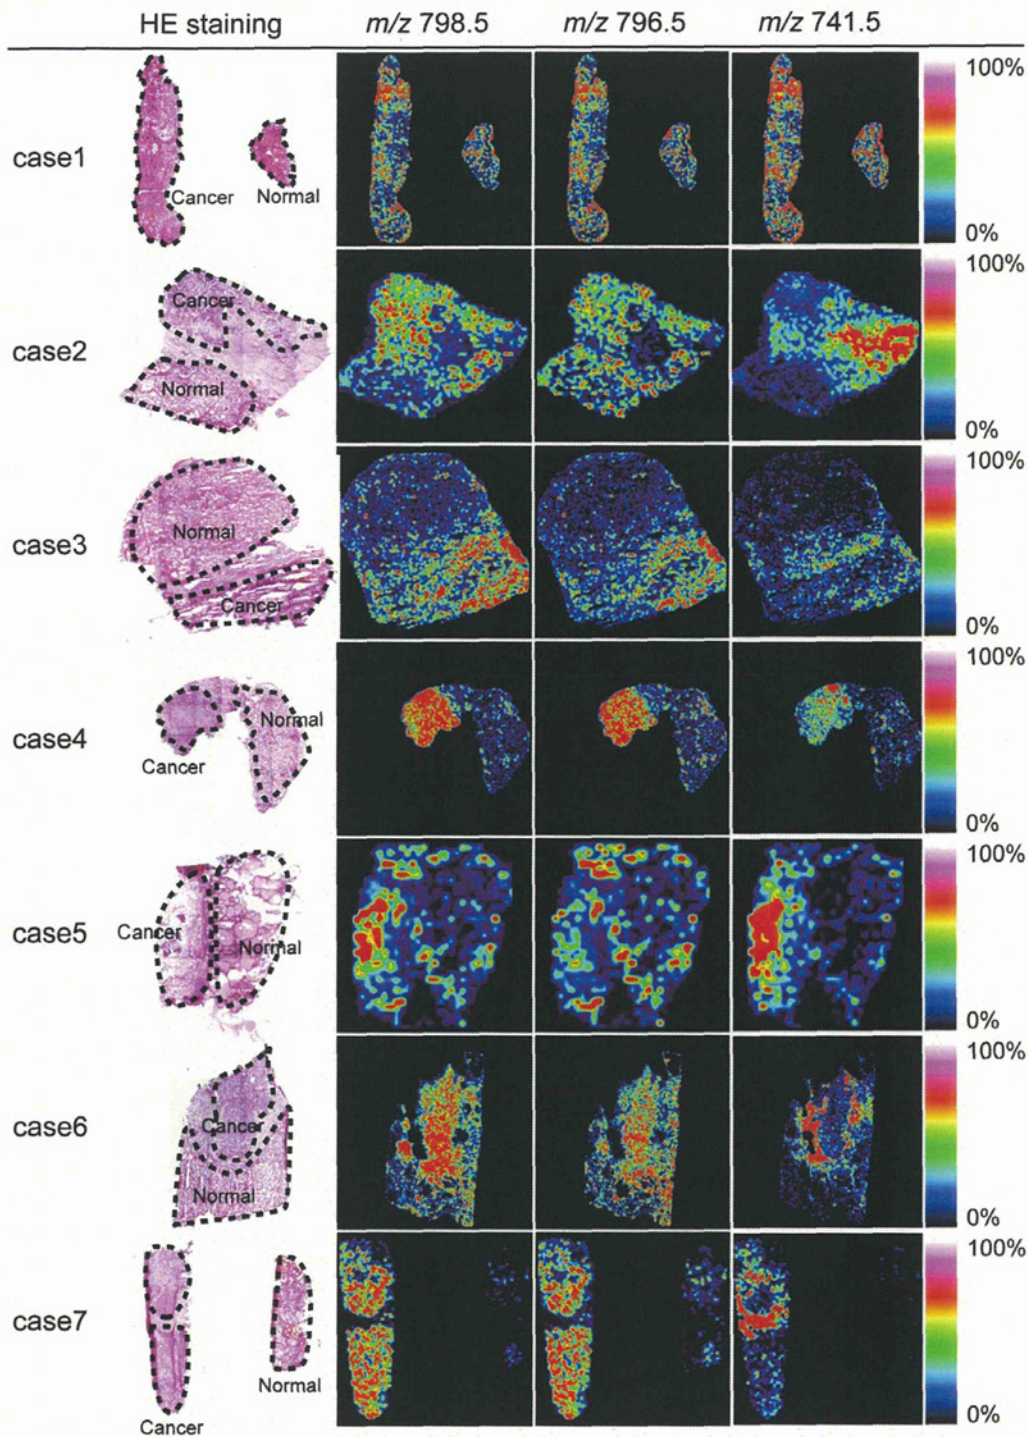 HE staining m/z 798.5 m/z 796.5 m/z 741.5
100%
case1
Cancer Normal
0%
100%
Cancer
case2
Normal
0%
100%
Normal
case3
Cancer
0%
100%
Normal
case4
Cancer
0%
100%
Cancer
case5
Normal
0%
100%
case6
Cancer
Normal
0%
100%
case7
Normal
0%
Cancer